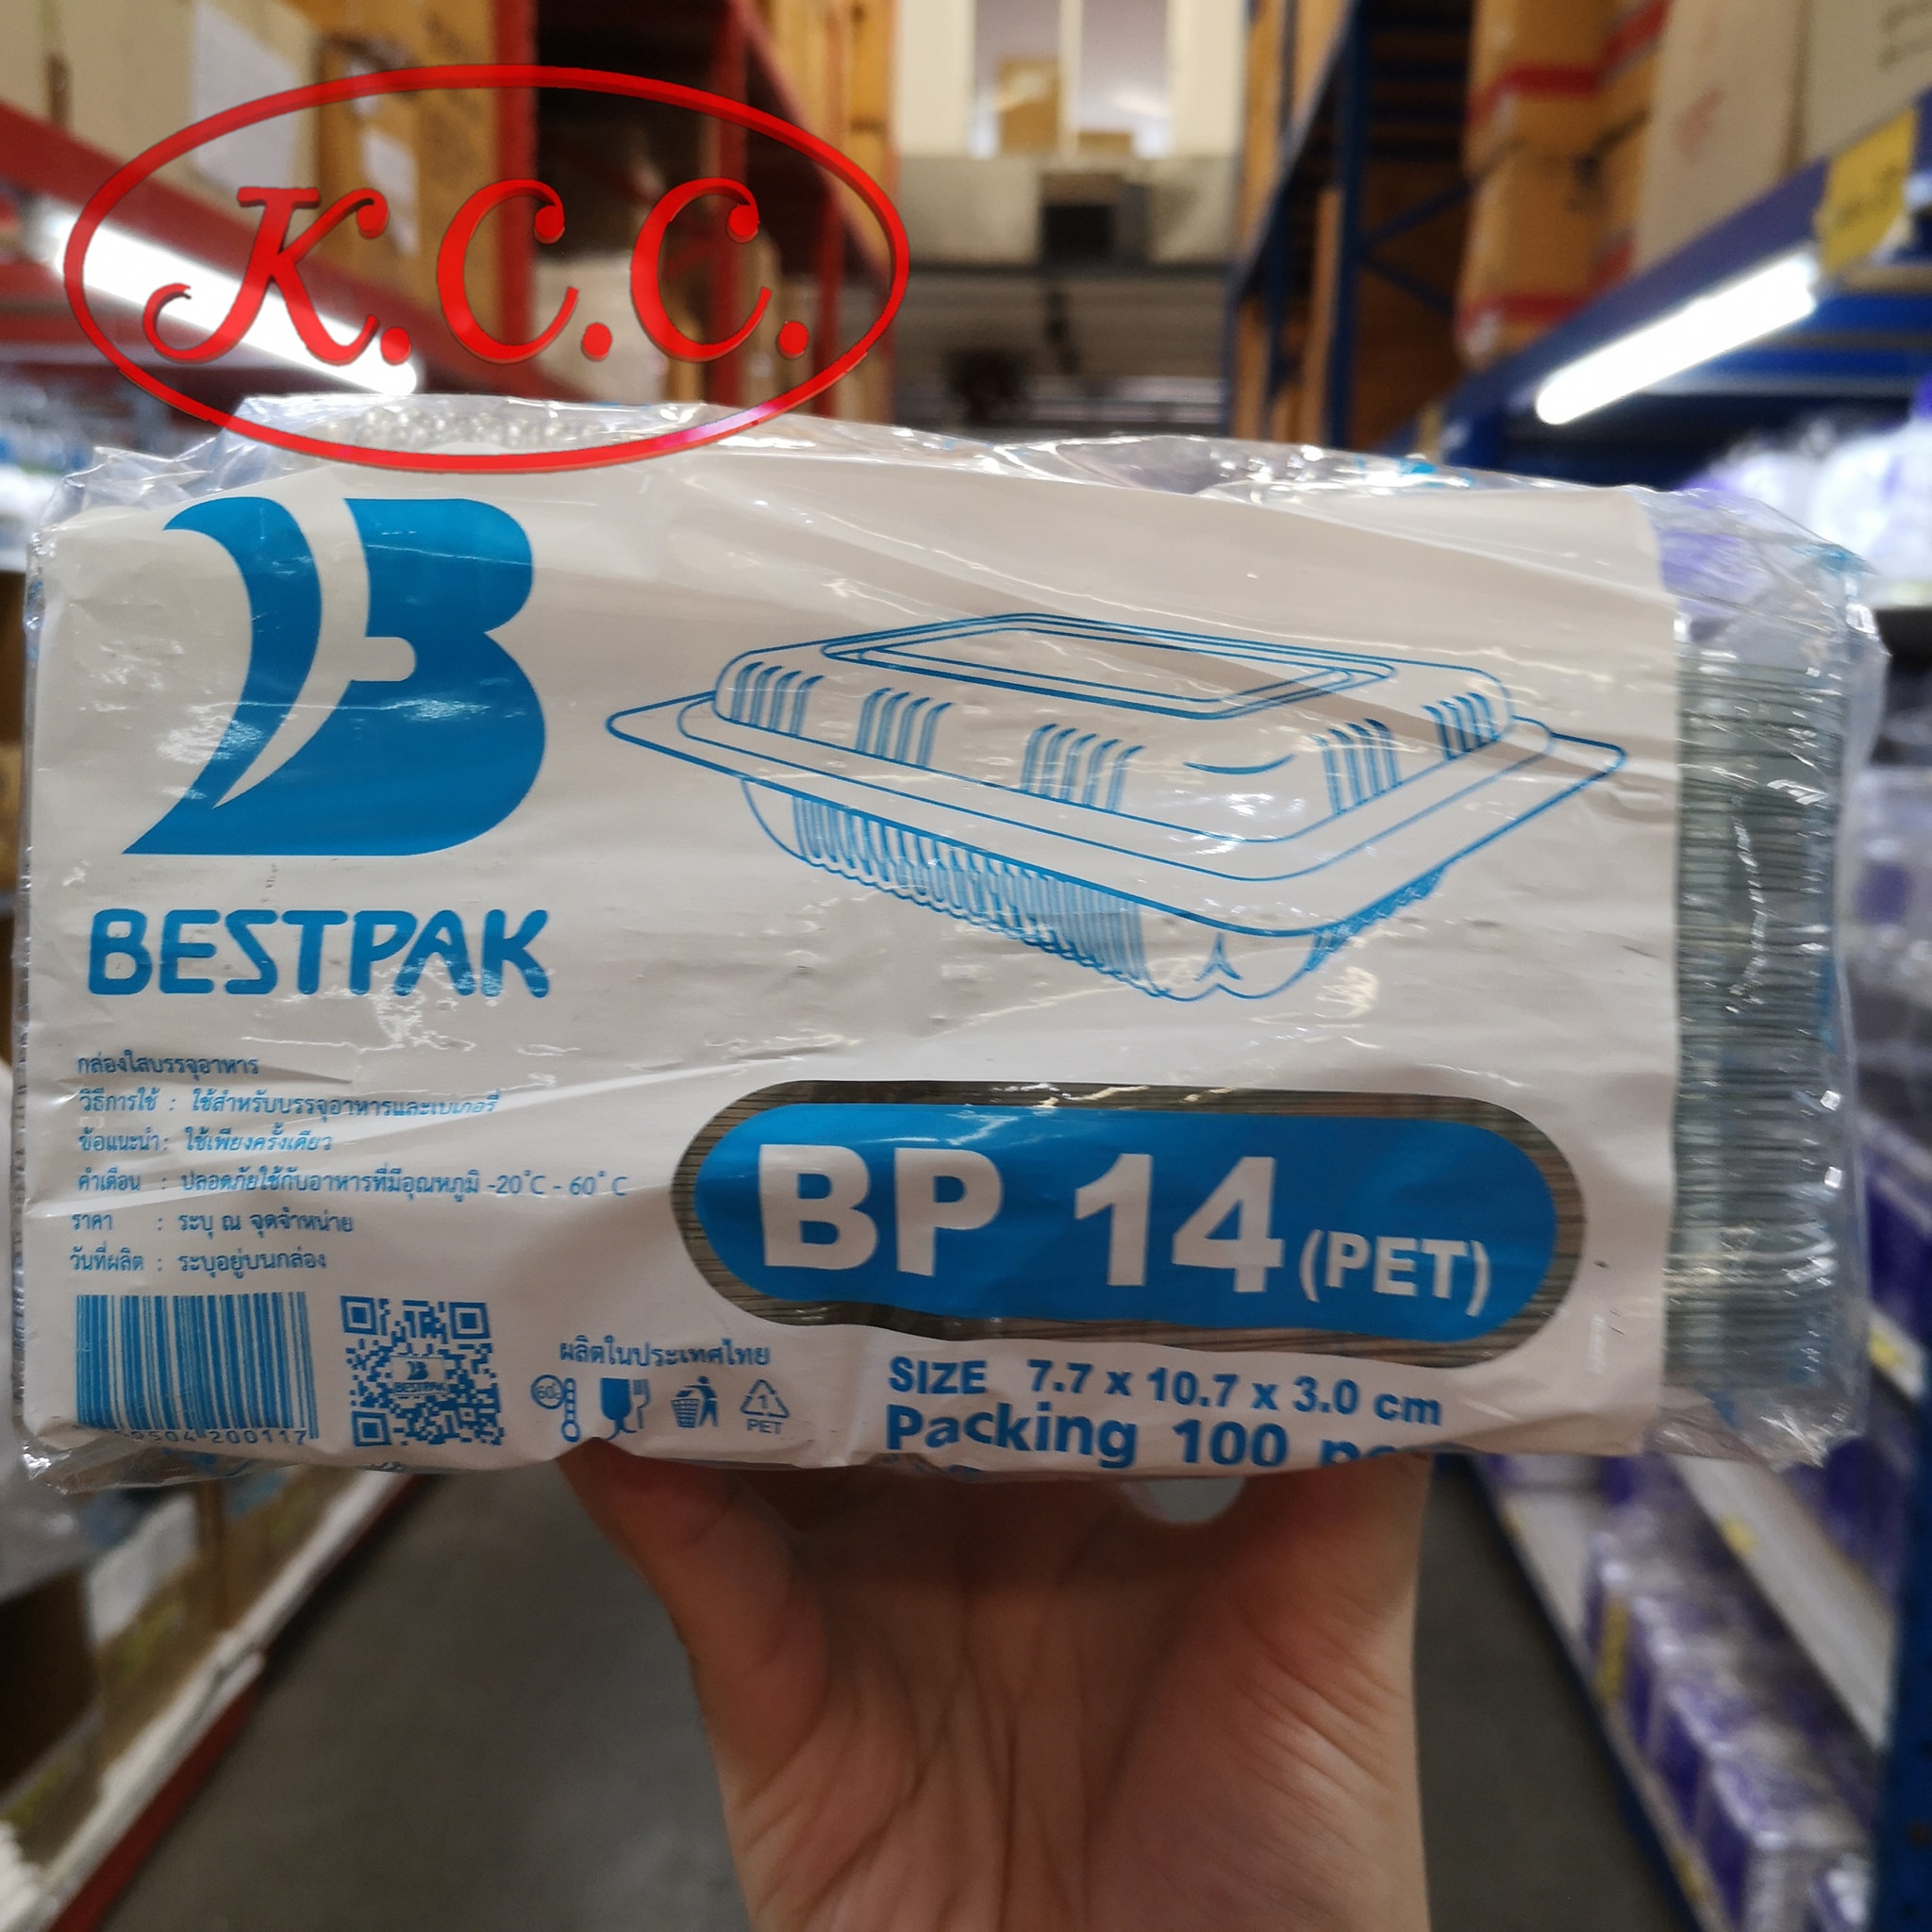 K.C.C.
BESTPAK
กล่องใสบรรจุอาหาร
วิธีการใช้ : ใช้สำหรับบรรจุอาหารและเบเกอรี่
ข้อแนะนำ : ใช้เพียงครั้งเดียว
คำเตือน : ปลอดภัยใช้กับอาหารที่มีอุณหภูมิ -20°C - 60°C
ราคา : ระบุ ณ จุดจำหน่าย
วันที่ผลิต : ระบุอยู่บนกล่อง
BP 14 (PET)
SIZE 7.7 x 10.7 x 3.0 cm
Packing 100
ผลิตในประเทศไทย
1
PET
9504 200117
BESTPAK